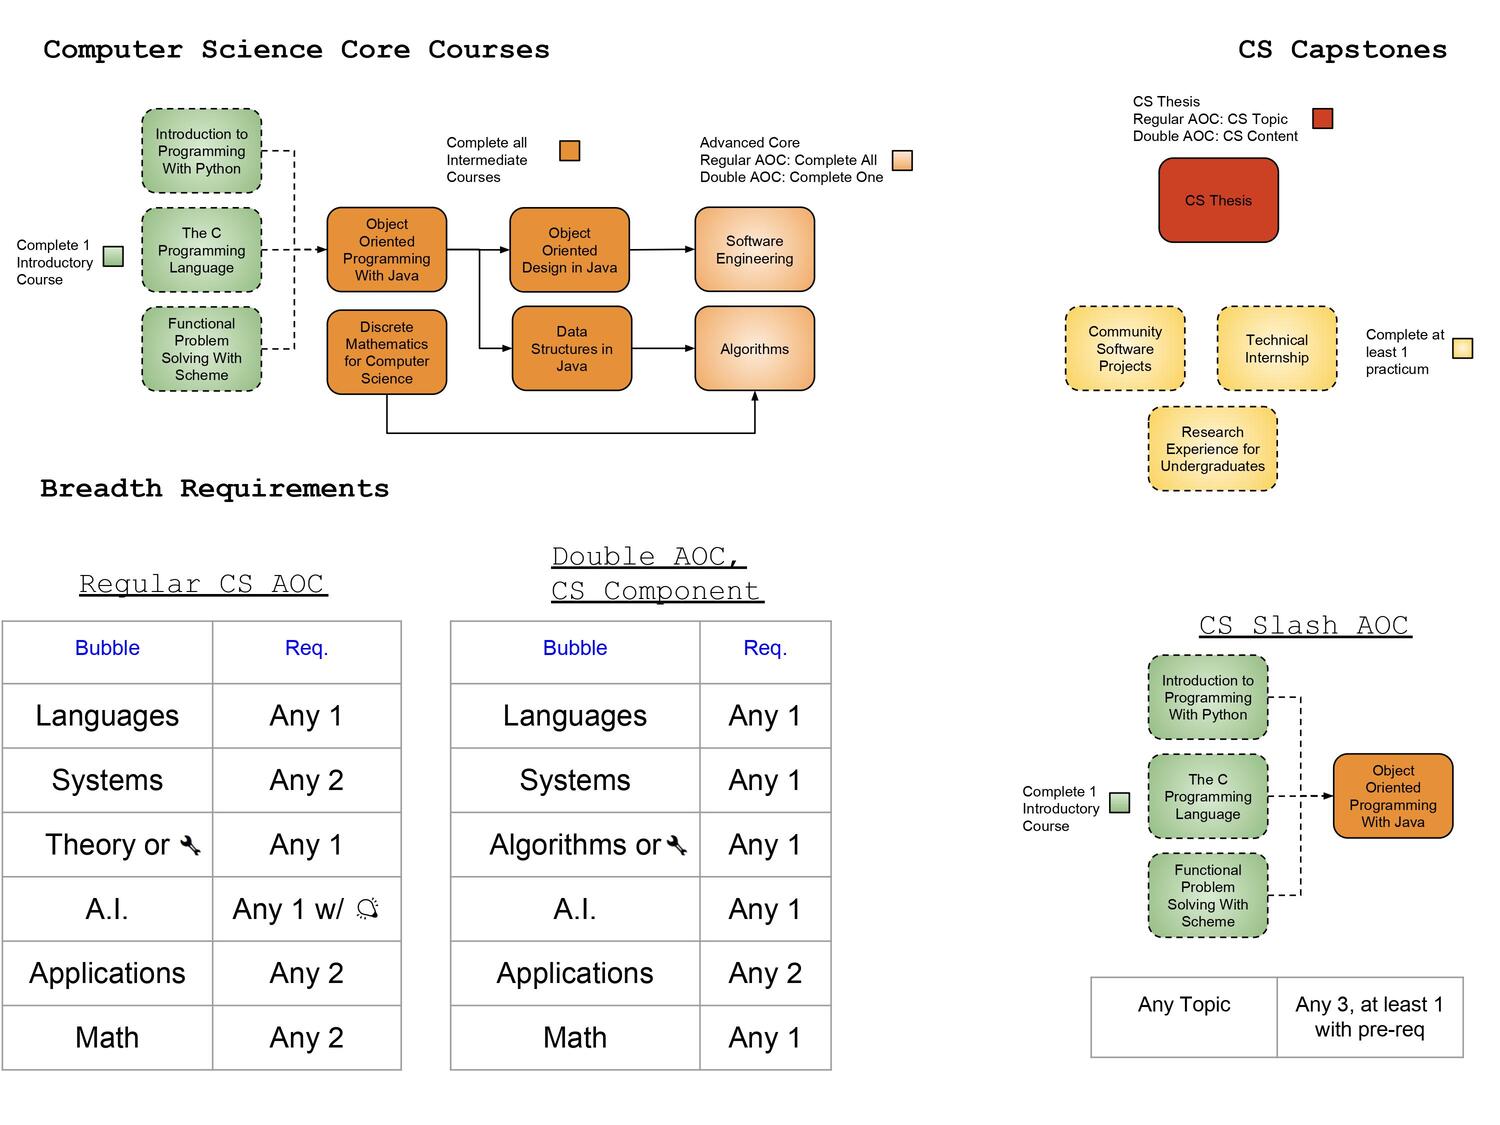 Computer Science Core Courses
CS Capstones
Complete 1
Introductory
Course
Introduction to
Programming
With Python
The C
Programming
Language
Functional
Problem
Solving With
Scheme
Object
Oriented
Programming
With Java
Discrete
Mathematics
for Computer
Science
Complete all
Intermediate
Courses
Object
Oriented
Design in Java
Data
Structures in
Java
Advanced Core
Regular AOC: Complete All
Double AOC: Complete One
Software
Engineering
Algorithms
CS Thesis
Regular AOC: CS Topic
Double AOC: CS Content
CS Thesis
Community
Software
Projects
Technical
Internship
Complete at
least 1
practicum
Research
Experience for
Undergraduates
Breadth Requirements
Regular CS AOC
Bubble Req.
Languages Any 1
Systems Any 2
Theory or Any 1
A.I. Any 1 w/
Applications Any 2
Math Any 2
Double AOC,
CS Component
Bubble Req.
Languages Any 1
Systems Any 1
Algorithms or Any 1
A.I. Any 1
Applications Any 2
Math Any 1
CS Slash AOC
Complete 1
Introductory
Course
Introduction to
Programming
With Python
The C
Programming
Language
Functional
Problem
Solving With
Scheme
Object
Oriented
Programming
With Java
Any Topic
Any 3, at least 1
with pre-req